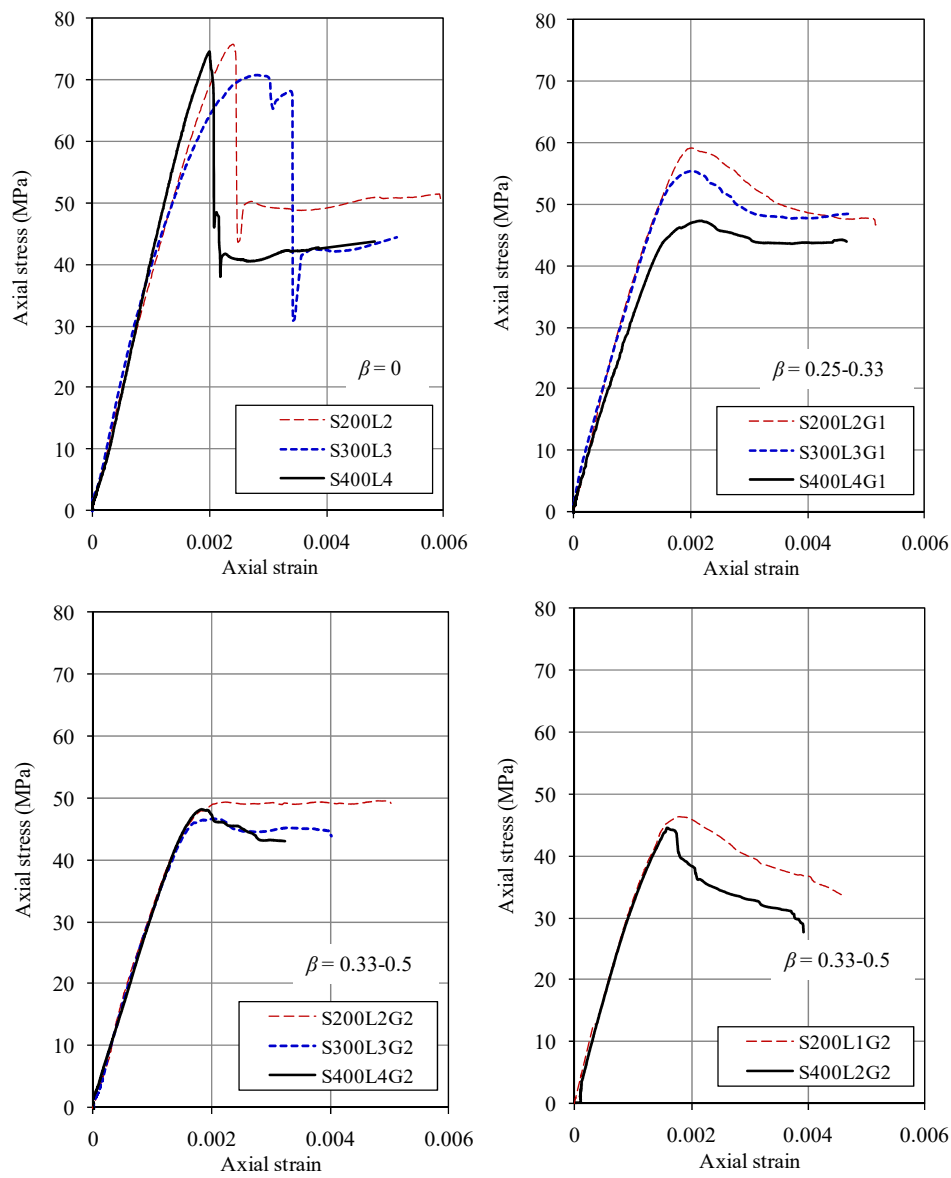 80
70
60
50
40
30
20
10
0
Axial stress (MPa)
β = 0
S200L2
S300L3
S400L4
0 0.002 0.004 0.006
Axial strain
80
70
60
50
40
30
20
10
0
Axial stress (MPa)
β = 0.25-0.33
S200L2G1
S300L3G1
S400L4G1
0 0.002 0.004 0.006
Axial strain
80
70
60
50
40
30
20
10
0
Axial stress (MPa)
β = 0.33-0.5
S200L2G2
S300L3G2
S400L4G2
0 0.002 0.004 0.006
Axial strain
80
70
60
50
40
30
20
10
0
Axial stress (MPa)
β = 0.33-0.5
S200L1G2
S400L2G2
0 0.002 0.004 0.006
Axial strain